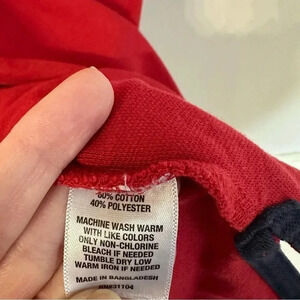 60% COTTON
40% POLYESTER
MACHINE WASH WARM
WITH LIKE COLORS
ONLY NON-CHLORINE
BLEACH IF NEEDED
TUMBLE DRY LOW
WARM IRON IF NEEDED
MADE IN BANGLADESH